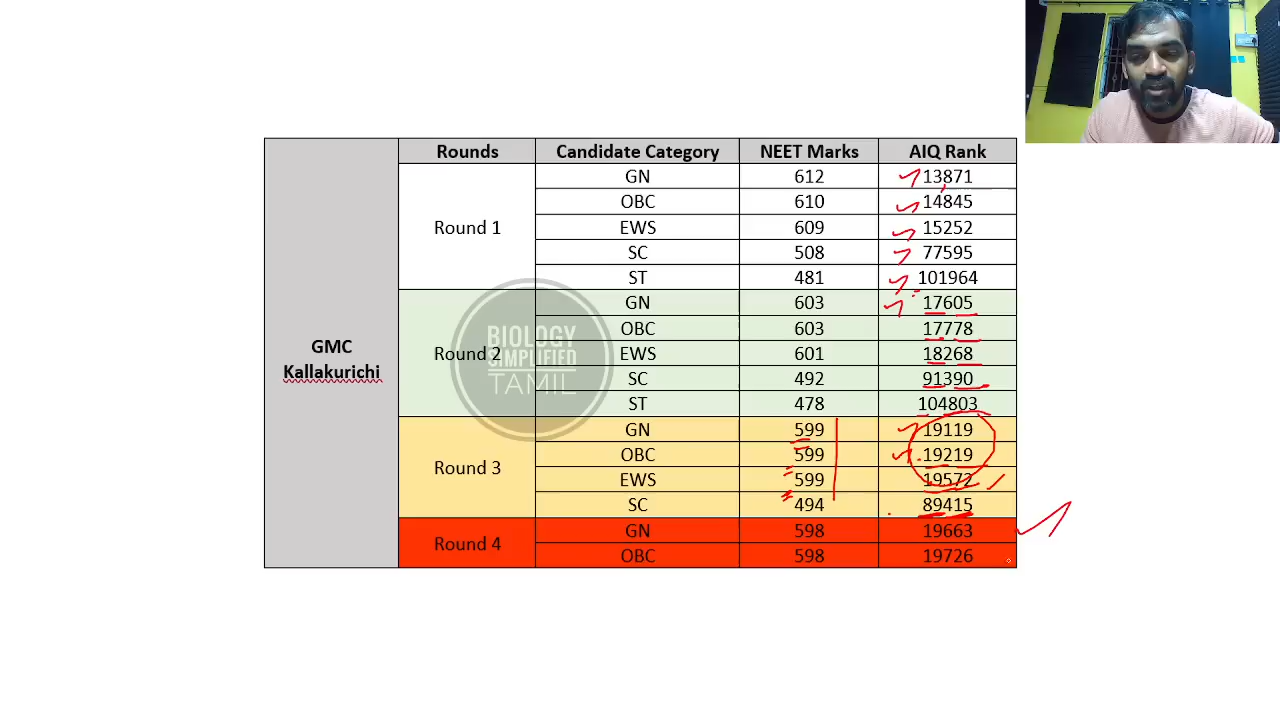 Rounds Candidate Category NEET Marks AIQ Rank
GMC
Kallakurichi
Round 1
GN 612 13871
OBC 610 14845
EWS 609 15252
SC 508 77595
ST 481 101964
Round 2
GN 603 17605
OBC 603 17778
EWS 601 18268
SC 492 91390
ST 478 104803
Round 3
GN 599 19119
OBC 599 19219
EWS 599 19572
SC 494 89415
Round 4
GN 598 19663
OBC 598 19726
BIOLOGY
SIMPLIFIED
TAMIL